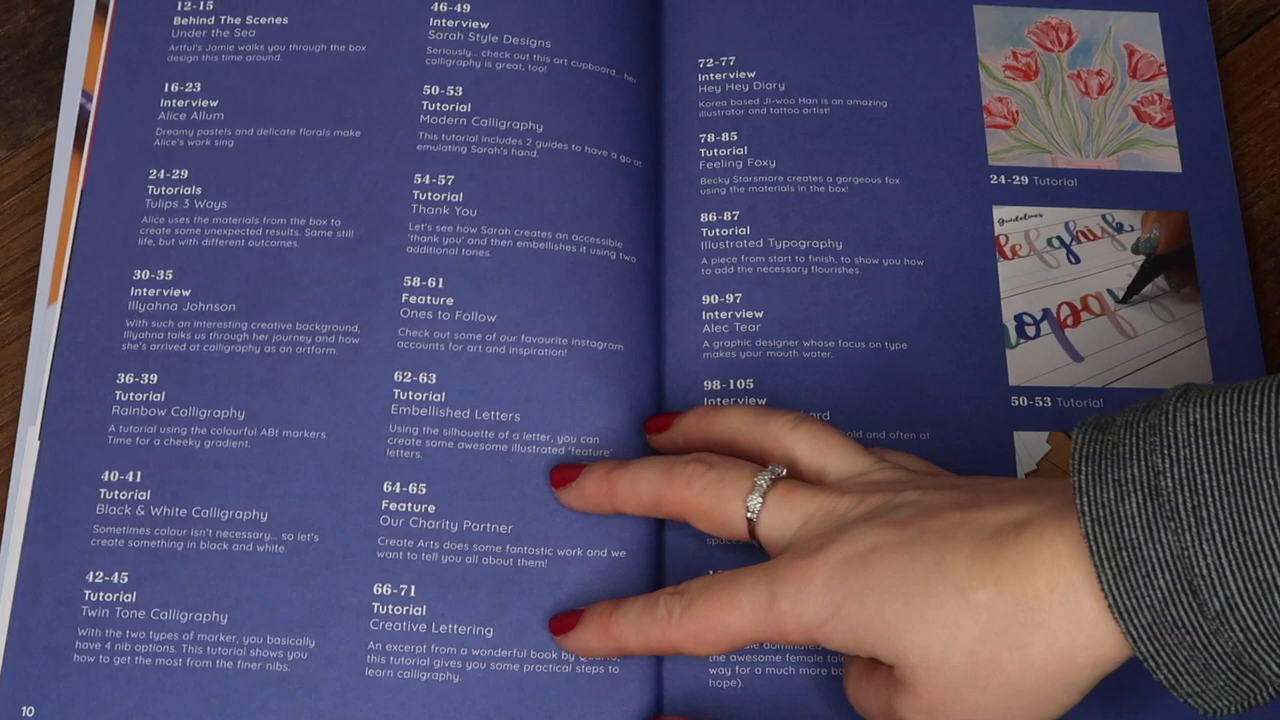 12-15
Behind The Scenes
Under the Sea
Artful's Jamie walks you through the box
design this time around.
16-23
Interview
Alice Allum
Dreamy pastels and delicate florals make
Alice's work sing.
24-29
Tutorials
Tulips 3 Ways
Alice uses the materials from the box to
create some unexpected results. Same still
life, but with different outcomes.
30-35
Interview
Illyahna Johnson
With such an interesting creative background,
Illyahna talks us through her journey and how
she's arrived at calligraphy as an artform.
36-39
Tutorial
Rainbow Calligraphy
A tutorial using the colourful ABt markers.
Time for a cheeky gradient.
40-41
Tutorial
Black & White Calligraphy
Sometimes colour isn't necessary... so let's
create something in black and white.
42-45
Tutorial
Twin Tone Calligraphy
With the two types of marker, you basically
have 4 nib options. This tutorial shows you
how to get the most from the finer nibs.
10
46-49
Interview
Sarah Style Designs
Seriously... check out this art cupboard... her
calligraphy is great, too!
50-53
Tutorial
Modern Calligraphy
This tutorial includes 2 guides to have a go at
emulating Sarah's hand.
54-57
Tutorial
Thank You
Let's see how Sarah creates an accessible
'thank you' and then embellishes it using two
additional tones.
58-61
Feature
Ones to Follow
Check out some of our favourite instagram
accounts for art and inspiration!
62-63
Tutorial
Embellished Letters
Using the silhouette of a letter, you can
create some awesome illustrated 'feature'
letters.
64-65
Feature
Our Charity Partner
Create Arts does some fantastic work and we
want to tell you all about them!
66-71
Tutorial
Creative Lettering
An excerpt from a wonderful book by Quarto,
this tutorial gives you some practical steps to
learn calligraphy.
72-77
Interview
Hey Hey Diary
Korea based Ji-woo Han is an amazing
illustrator and tattoo artist!
78-85
Tutorial
Feeling Foxy
Becky Starsmore creates a gorgeous fox
using the materials in the box!
86-87
Tutorial
Illustrated Typography
A piece from start to finish, to show you how
to add the necessary flourishes.
90-97
Interview
Alec Tear
A graphic designer whose focus on type
makes your mouth water.
98-105
Interview
old and often at
the awesome female
way for a much more
hope).
24-29 Tutorial
Guidelines
efghijk
opq
50-53 Tutorial